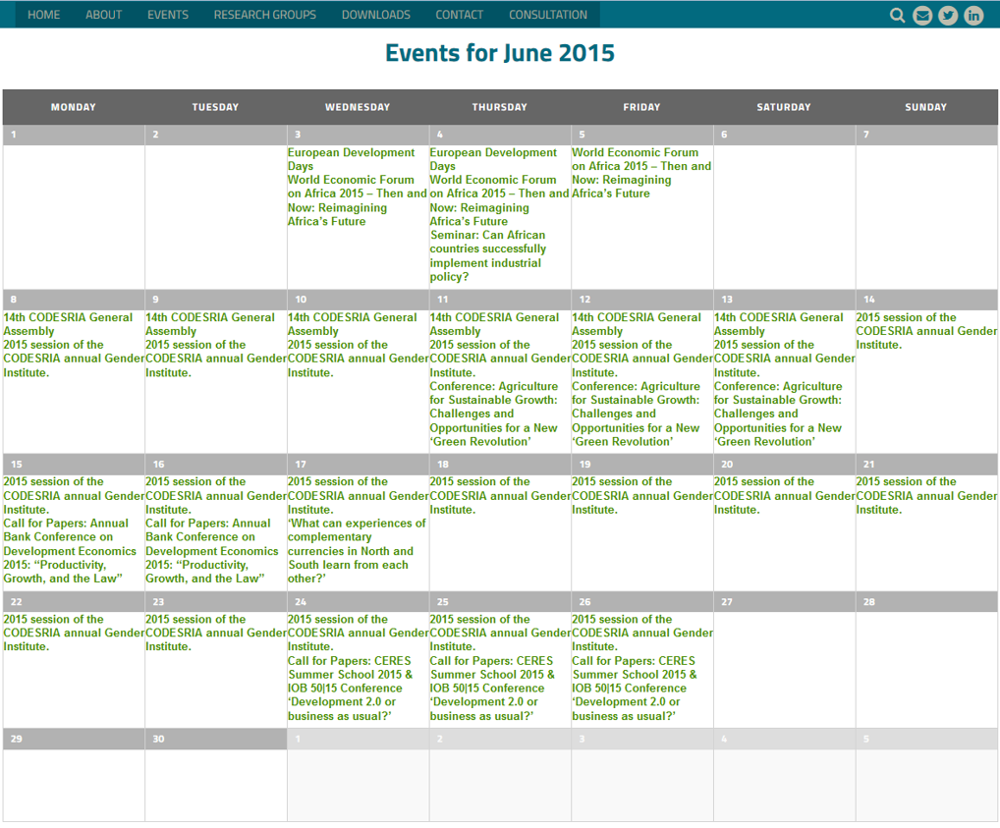 HOME ABOUT EVENTS RESEARCH GROUPS DOWNLOADS CONTACT CONSULTATION
Events for June 2015
MONDAY TUESDAY WEDNESDAY THURSDAY FRIDAY SATURDAY SUNDAY
1
2
3
European Development
Days
World Economic Forum
on Africa 2015 – Then and
Now: Reimagining
Africa’s Future
4
European Development
Days
World Economic Forum
on Africa 2015 – Then and
Now: Reimagining
Africa’s Future
Seminar: Can African
countries successfully
implement industrial
policy?
5
World Economic Forum
on Africa 2015 – Then and
Now: Reimagining
Africa’s Future
6
7
8
14th CODESRIA General
Assembly
2015 session of the
CODESRIA annual Gender
Institute.
9
14th CODESRIA General
Assembly
2015 session of the
CODESRIA annual Gender
Institute.
10
14th CODESRIA General
Assembly
2015 session of the
CODESRIA annual Gender
Institute.
11
14th CODESRIA General
Assembly
2015 session of the
CODESRIA annual Gender
Institute.
Conference: Agriculture
for Sustainable Growth:
Challenges and
Opportunities for a New
‘Green Revolution’
12
14th CODESRIA General
Assembly
2015 session of the
CODESRIA annual Gender
Institute.
Conference: Agriculture
for Sustainable Growth:
Challenges and
Opportunities for a New
‘Green Revolution’
13
14th CODESRIA General
Assembly
2015 session of the
CODESRIA annual Gender
Institute.
Conference: Agriculture
for Sustainable Growth:
Challenges and
Opportunities for a New
‘Green Revolution’
14
2015 session of the
CODESRIA annual Gender
Institute.
15
2015 session of the
CODESRIA annual Gender
Institute.
Call for Papers: Annual
Bank Conference on
Development Economics
2015: “Productivity,
Growth, and the Law”
16
2015 session of the
CODESRIA annual Gender
Institute.
Call for Papers: Annual
Bank Conference on
Development Economics
2015: “Productivity,
Growth, and the Law”
17
2015 session of the
CODESRIA annual Gender
Institute.
‘What can experiences of
complementary
currencies in North and
South learn from each
other?’
18
2015 session of the
CODESRIA annual Gender
Institute.
19
2015 session of the
CODESRIA annual Gender
Institute.
20
2015 session of the
CODESRIA annual Gender
Institute.
21
2015 session of the
CODESRIA annual Gender
Institute.
22
2015 session of the
CODESRIA annual Gender
Institute.
23
2015 session of the
CODESRIA annual Gender
Institute.
24
2015 session of the
CODESRIA annual Gender
Institute.
Call for Papers: CERES
Summer School 2015 &
IOB 50|15 Conference
‘Development 2.0 or
business as usual?’
25
2015 session of the
CODESRIA annual Gender
Institute.
Call for Papers: CERES
Summer School 2015 &
IOB 50|15 Conference
‘Development 2.0 or
business as usual?’
26
2015 session of the
CODESRIA annual Gender
Institute.
Call for Papers: CERES
Summer School 2015 &
IOB 50|15 Conference
‘Development 2.0 or
business as usual?’
27
28
29
30
1
2
3
4
5